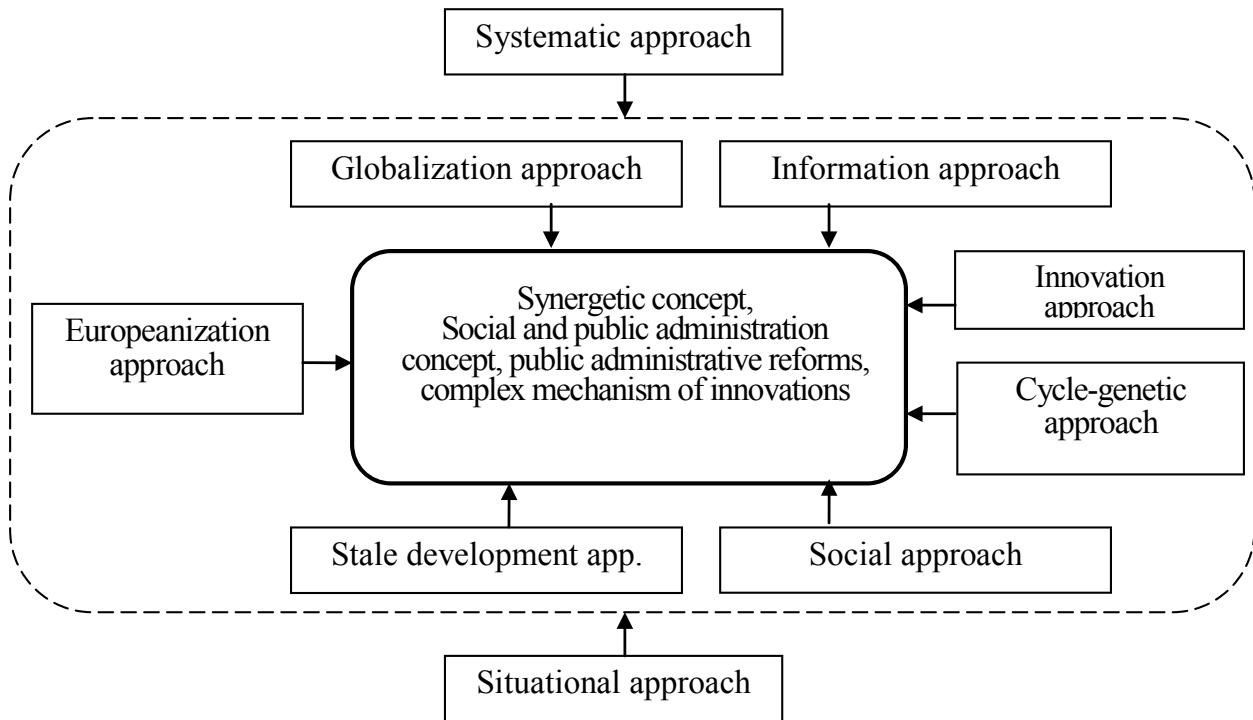 Systematic approach
Globalization approach
Information approach
Europeanization
approach
Synergetic concept,
Social and public administration
concept, public administrative reforms,
complex mechanism of innovations
Innovation
approach
Cycle-genetic
approach
Stale development app.
Social approach
Situational approach